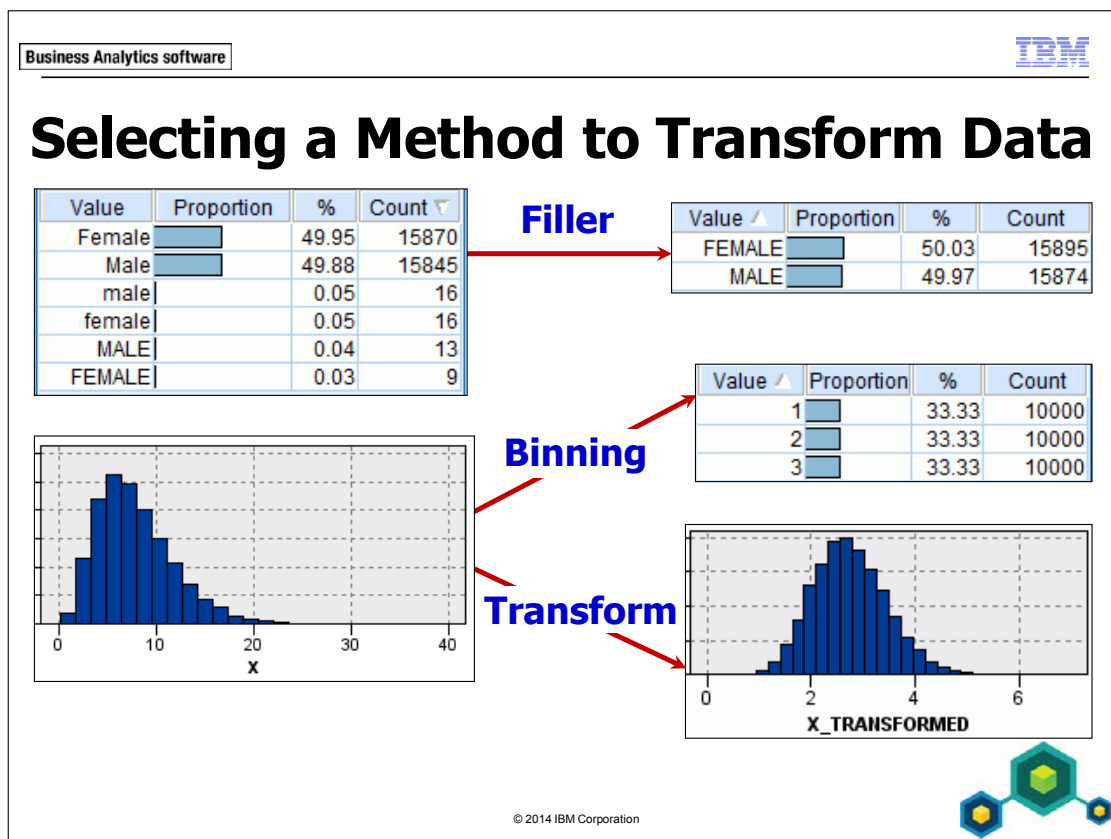 Business Analytics software
IBM
Selecting a Method to Transform Data
Value Proportion % Count
Female 49.95 15870
Male 49.88 15845
male 0.05 16
female 0.05 16
MALE 0.04 13
FEMALE 0.03 9
Filler
Value Proportion % Count
FEMALE 50.03 15895
MALE 49.97 15874
Binning
Value Proportion % Count
1 33.33 10000
2 33.33 10000
3 33.33 10000
0 10 20 30 40
X
Transform
0 2 4 6
X_TRANSFORMED
© 2014 IBM Corporation